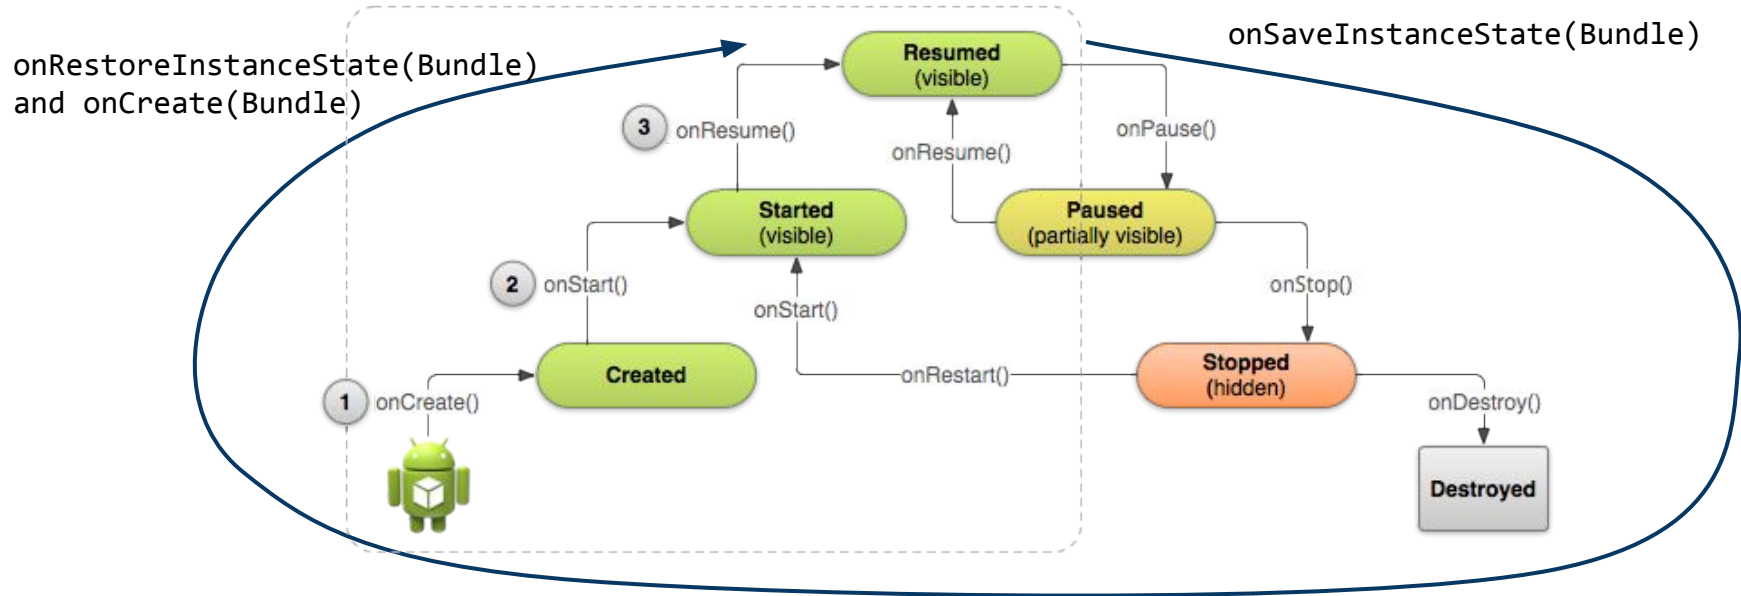 onRestoreInstanceState(Bundle)
and onCreate(Bundle)
onSaveInstanceState(Bundle)
Resumed
(visible)
3
onResume()
onResume()
onPause()
Started
(visible)
Paused
(partially visible)
2
onStart()
onStart()
onStop()
Created
onRestart()
Stopped
(hidden)
1
onCreate()
onDestroy()
Destroyed